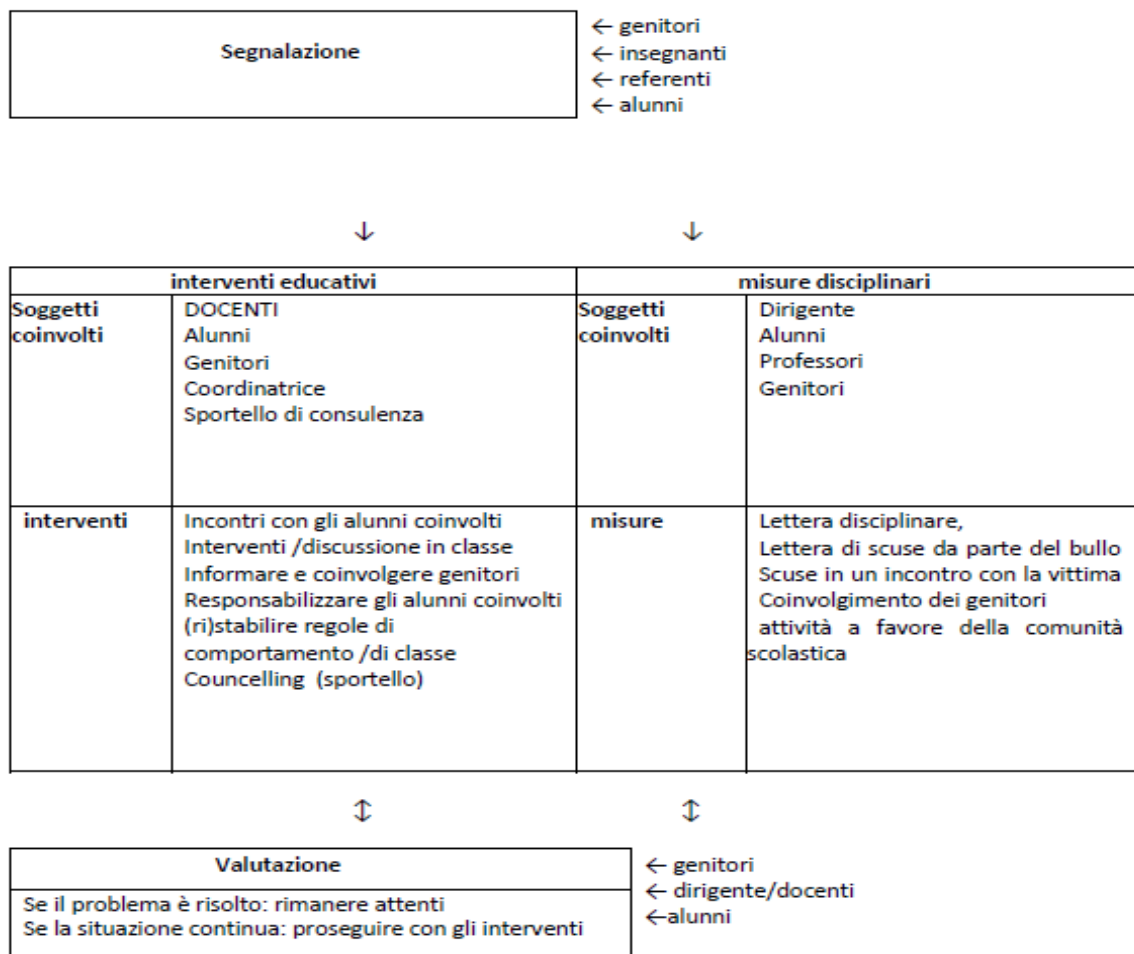 Segnalazione
← genitori
← insegnanti
← referenti
← alunni
↓ ↓
interventi educativi
misure disciplinari
Soggetti
coinvolti
DOCENTI
Alunni
Genitori
Coordinatrice
Sportello di consulenza
Soggetti
coinvolti
Dirigente
Alunni
Professori
Genitori
interventi
Incontri con gli alunni coinvolti
Interventi /discussione in classe
Informare e coinvolgere genitori
Responsabilizzare gli alunni coinvolti
(ri)stabilire regole di
comportamento /di classe
Councelling (sportello)
misure
Lettera disciplinare,
Lettera di scuse da parte del bullo
Scuse in un incontro con la vittima
Coinvolgimento dei genitori
attività a favore della comunità
scolastica
↕ ↕
Valutazione
Se il problema è risolto: rimanere attenti
Se la situazione continua: proseguire con gli interventi
← genitori
← dirigente/docenti
←alunni